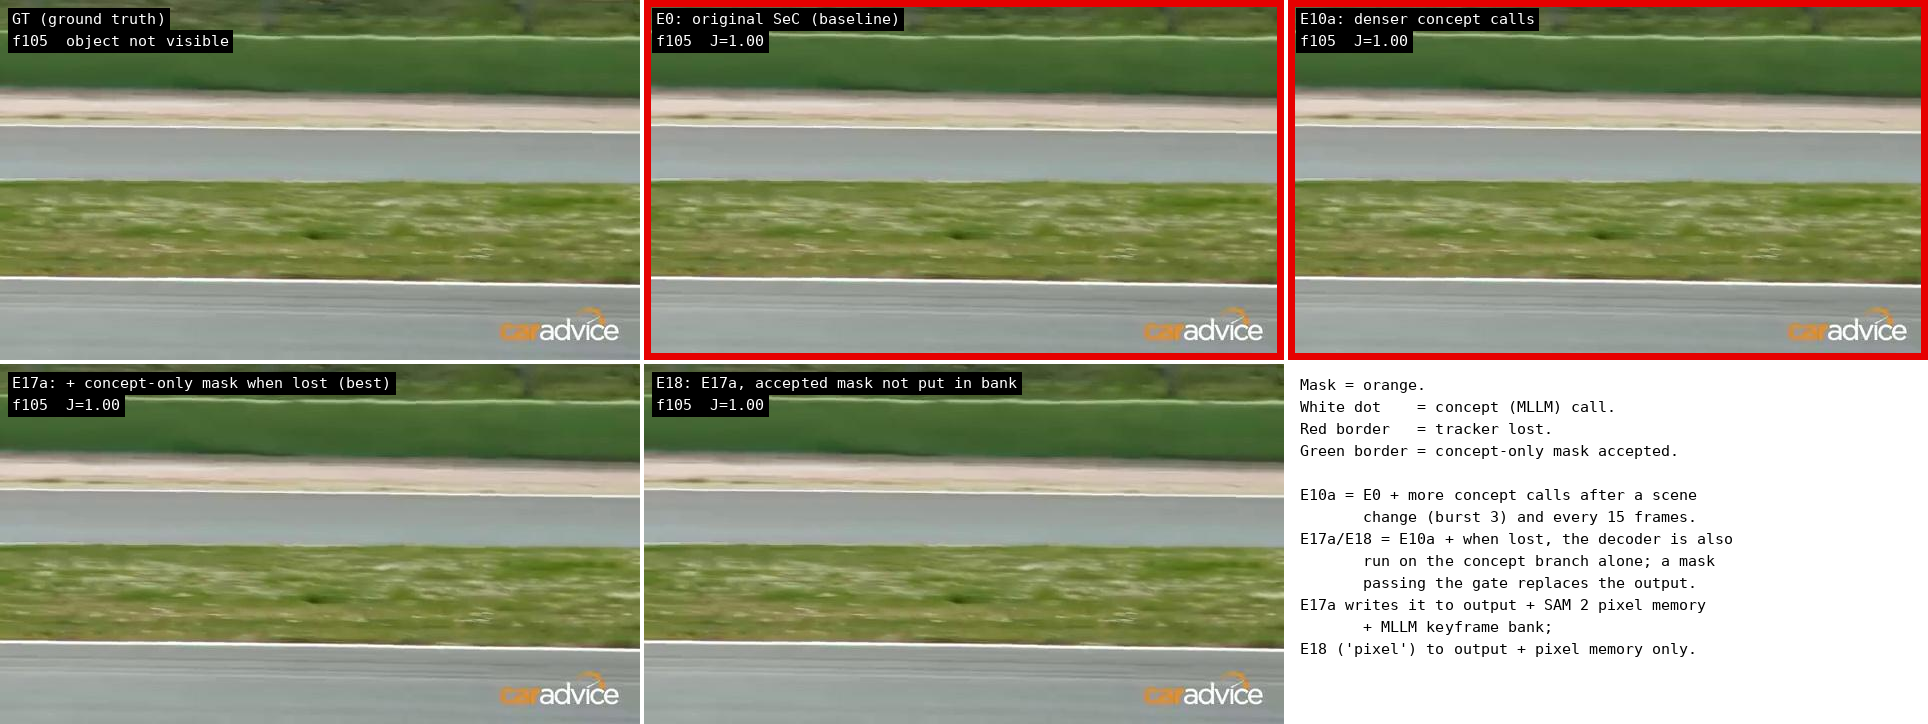 GT (ground truth)
f105  object not visible
caradvice
E0: original SeC (baseline)
f105  J=1.00
caradvice
E10a: denser concept calls
f105  J=1.00
caradvice
E17a: + concept-only mask when lost (best)
f105  J=1.00
caradvice
E18: E17a, accepted mask not put in bank
f105  J=1.00
caradvice
Mask = orange.
White dot    = concept (MLLM) call.
Red border   = tracker lost.
Green border = concept-only mask accepted.
E10a = E0 + more concept calls after a scene
change (burst 3) and every 15 frames.
E17a/E18 = E10a + when lost, the decoder is also
run on the concept branch alone; a mask
passing the gate replaces the output.
E17a writes it to output + SAM 2 pixel memory
+ MLLM keyframe bank;
E18 ('pixel') to output + pixel memory only.